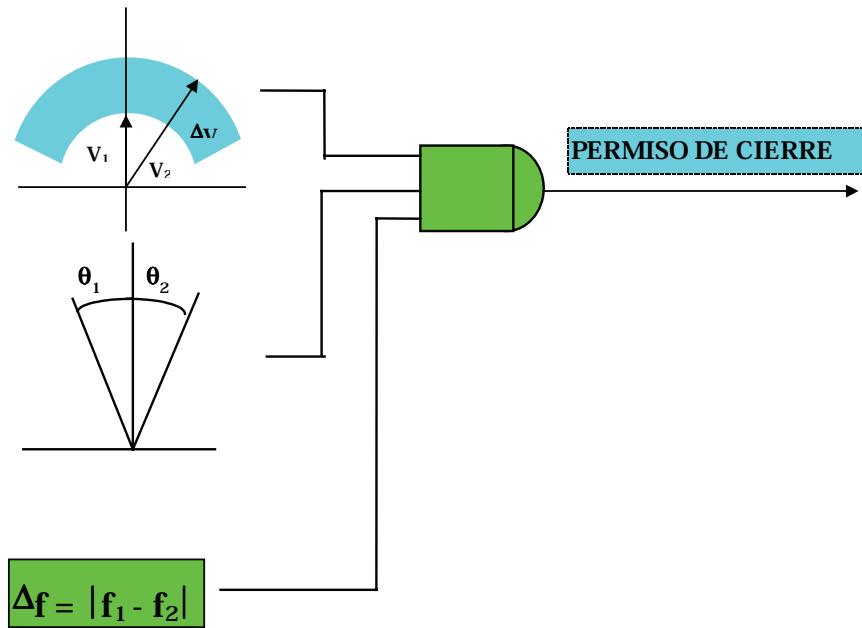 ΔV
V₁
V₂
PERMISO DE CIERRE
θ₁
θ₂
Δf = |f₁ - f₂|